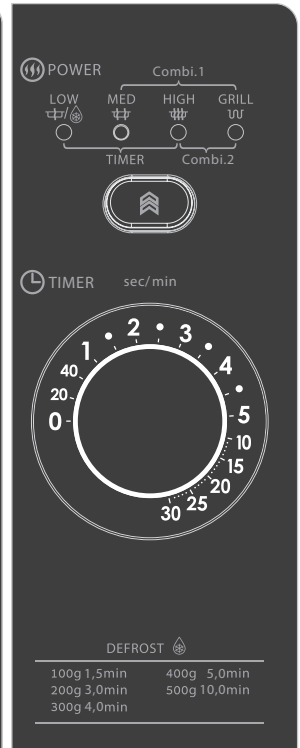 POWER
Combi.1
LOW MED HIGH GRILL
TIMER Combi.2
TIMER sec/min
0 20 40 1 2 3 4 5 10 15 20 25 30
DEFROST
100g 1,5min 400g 5,0min
200g 3,0min 500g 10,0min
300g 4,0min